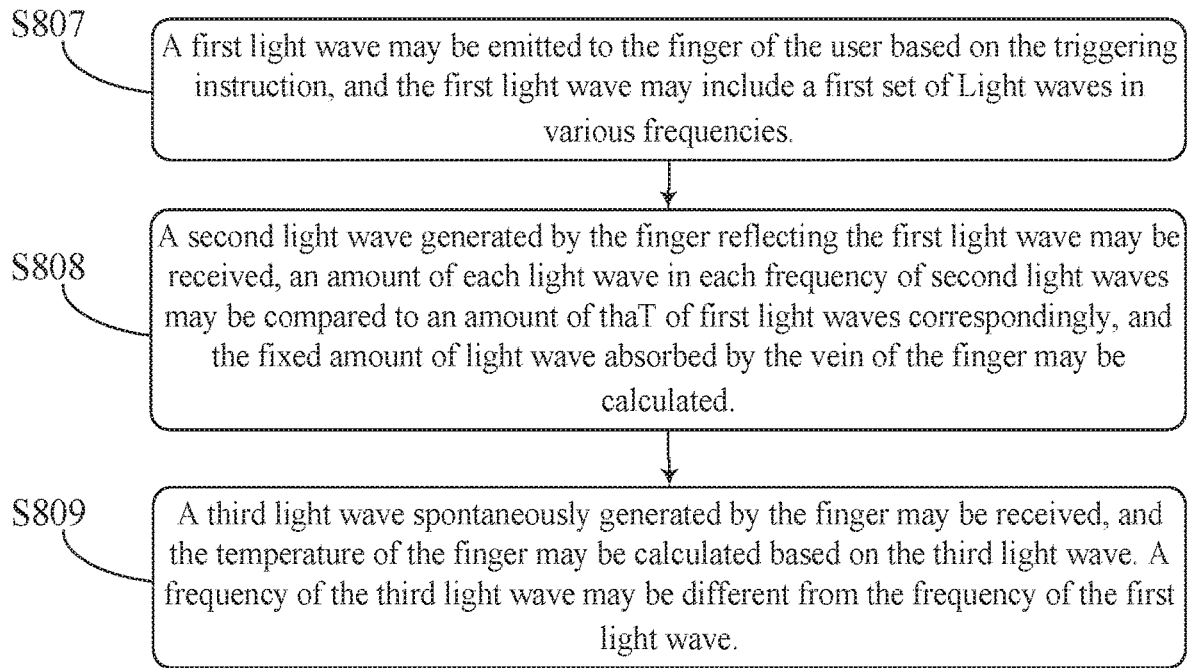 S807
A first light wave may be emitted to the finger of the user based on the triggering
instruction, and the first light wave may include a first set of Light waves in
various frequencies.
S808
A second light wave generated by the finger reflecting the first light wave may be
received, an amount of each light wave in each frequency of second light waves
may be compared to an amount of thaT of first light waves correspondingly, and
the fixed amount of light wave absorbed by the vein of the finger may be
calculated.
S809
A third light wave spontaneously generated by the finger may be received, and
the temperature of the finger may be calculated based on the third light wave. A
frequency of the third light wave may be different from the frequency of the first
light wave.